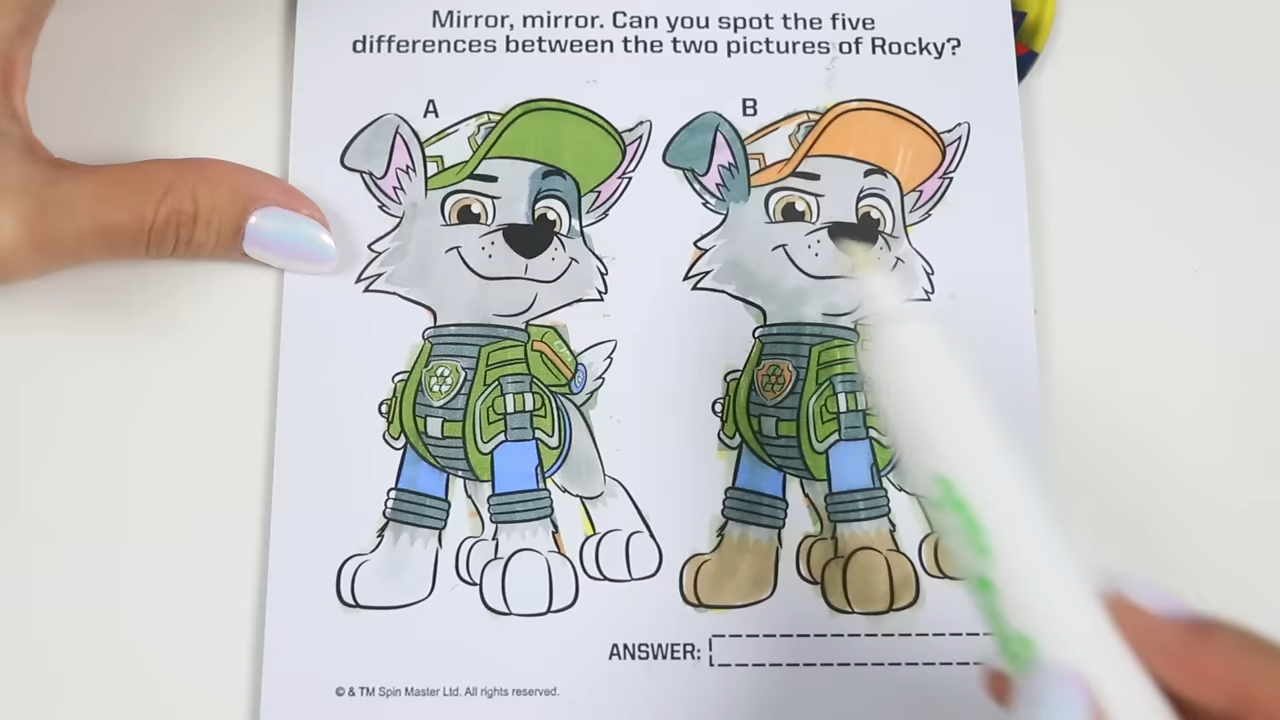 Mirror, mirror. Can you spot the five
differences between the two pictures of Rocky?
A
B
ANSWER:
© & TM Spin Master Ltd. All rights reserved.